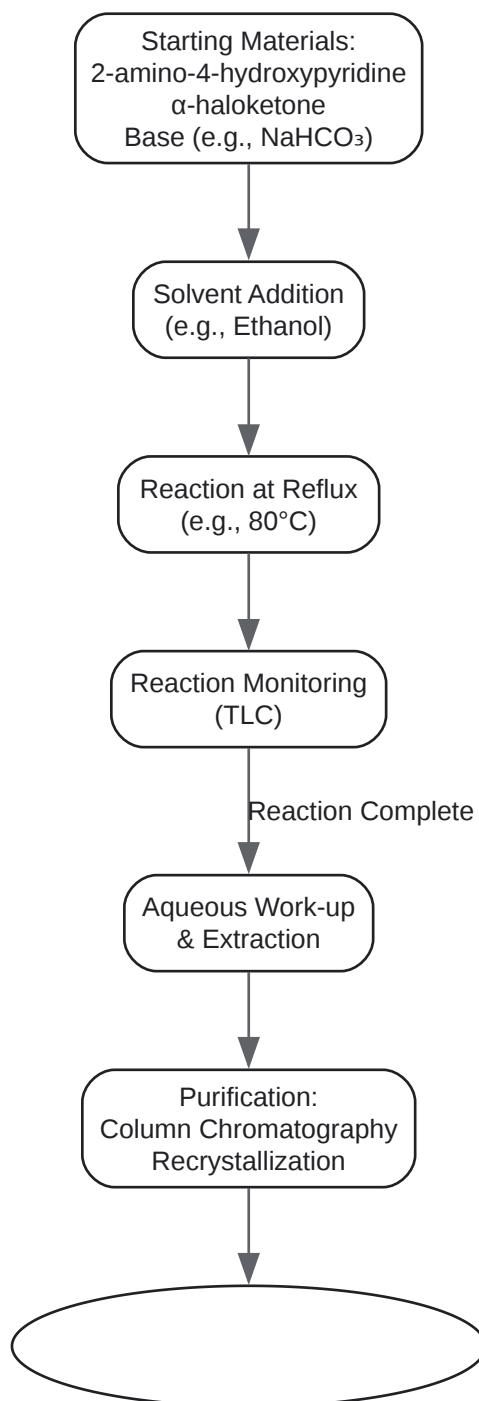 Starting Materials:
2-amino-4-hydroxypyridine
α-haloketone
Base (e.g., NaHCO₃)
Solvent Addition
(e.g., Ethanol)
Reaction at Reflux
(e.g., 80°C)
Reaction Monitoring
(TLC)
Reaction Complete
Aqueous Work-up
& Extraction
Purification:
Column Chromatography
Recrystallization